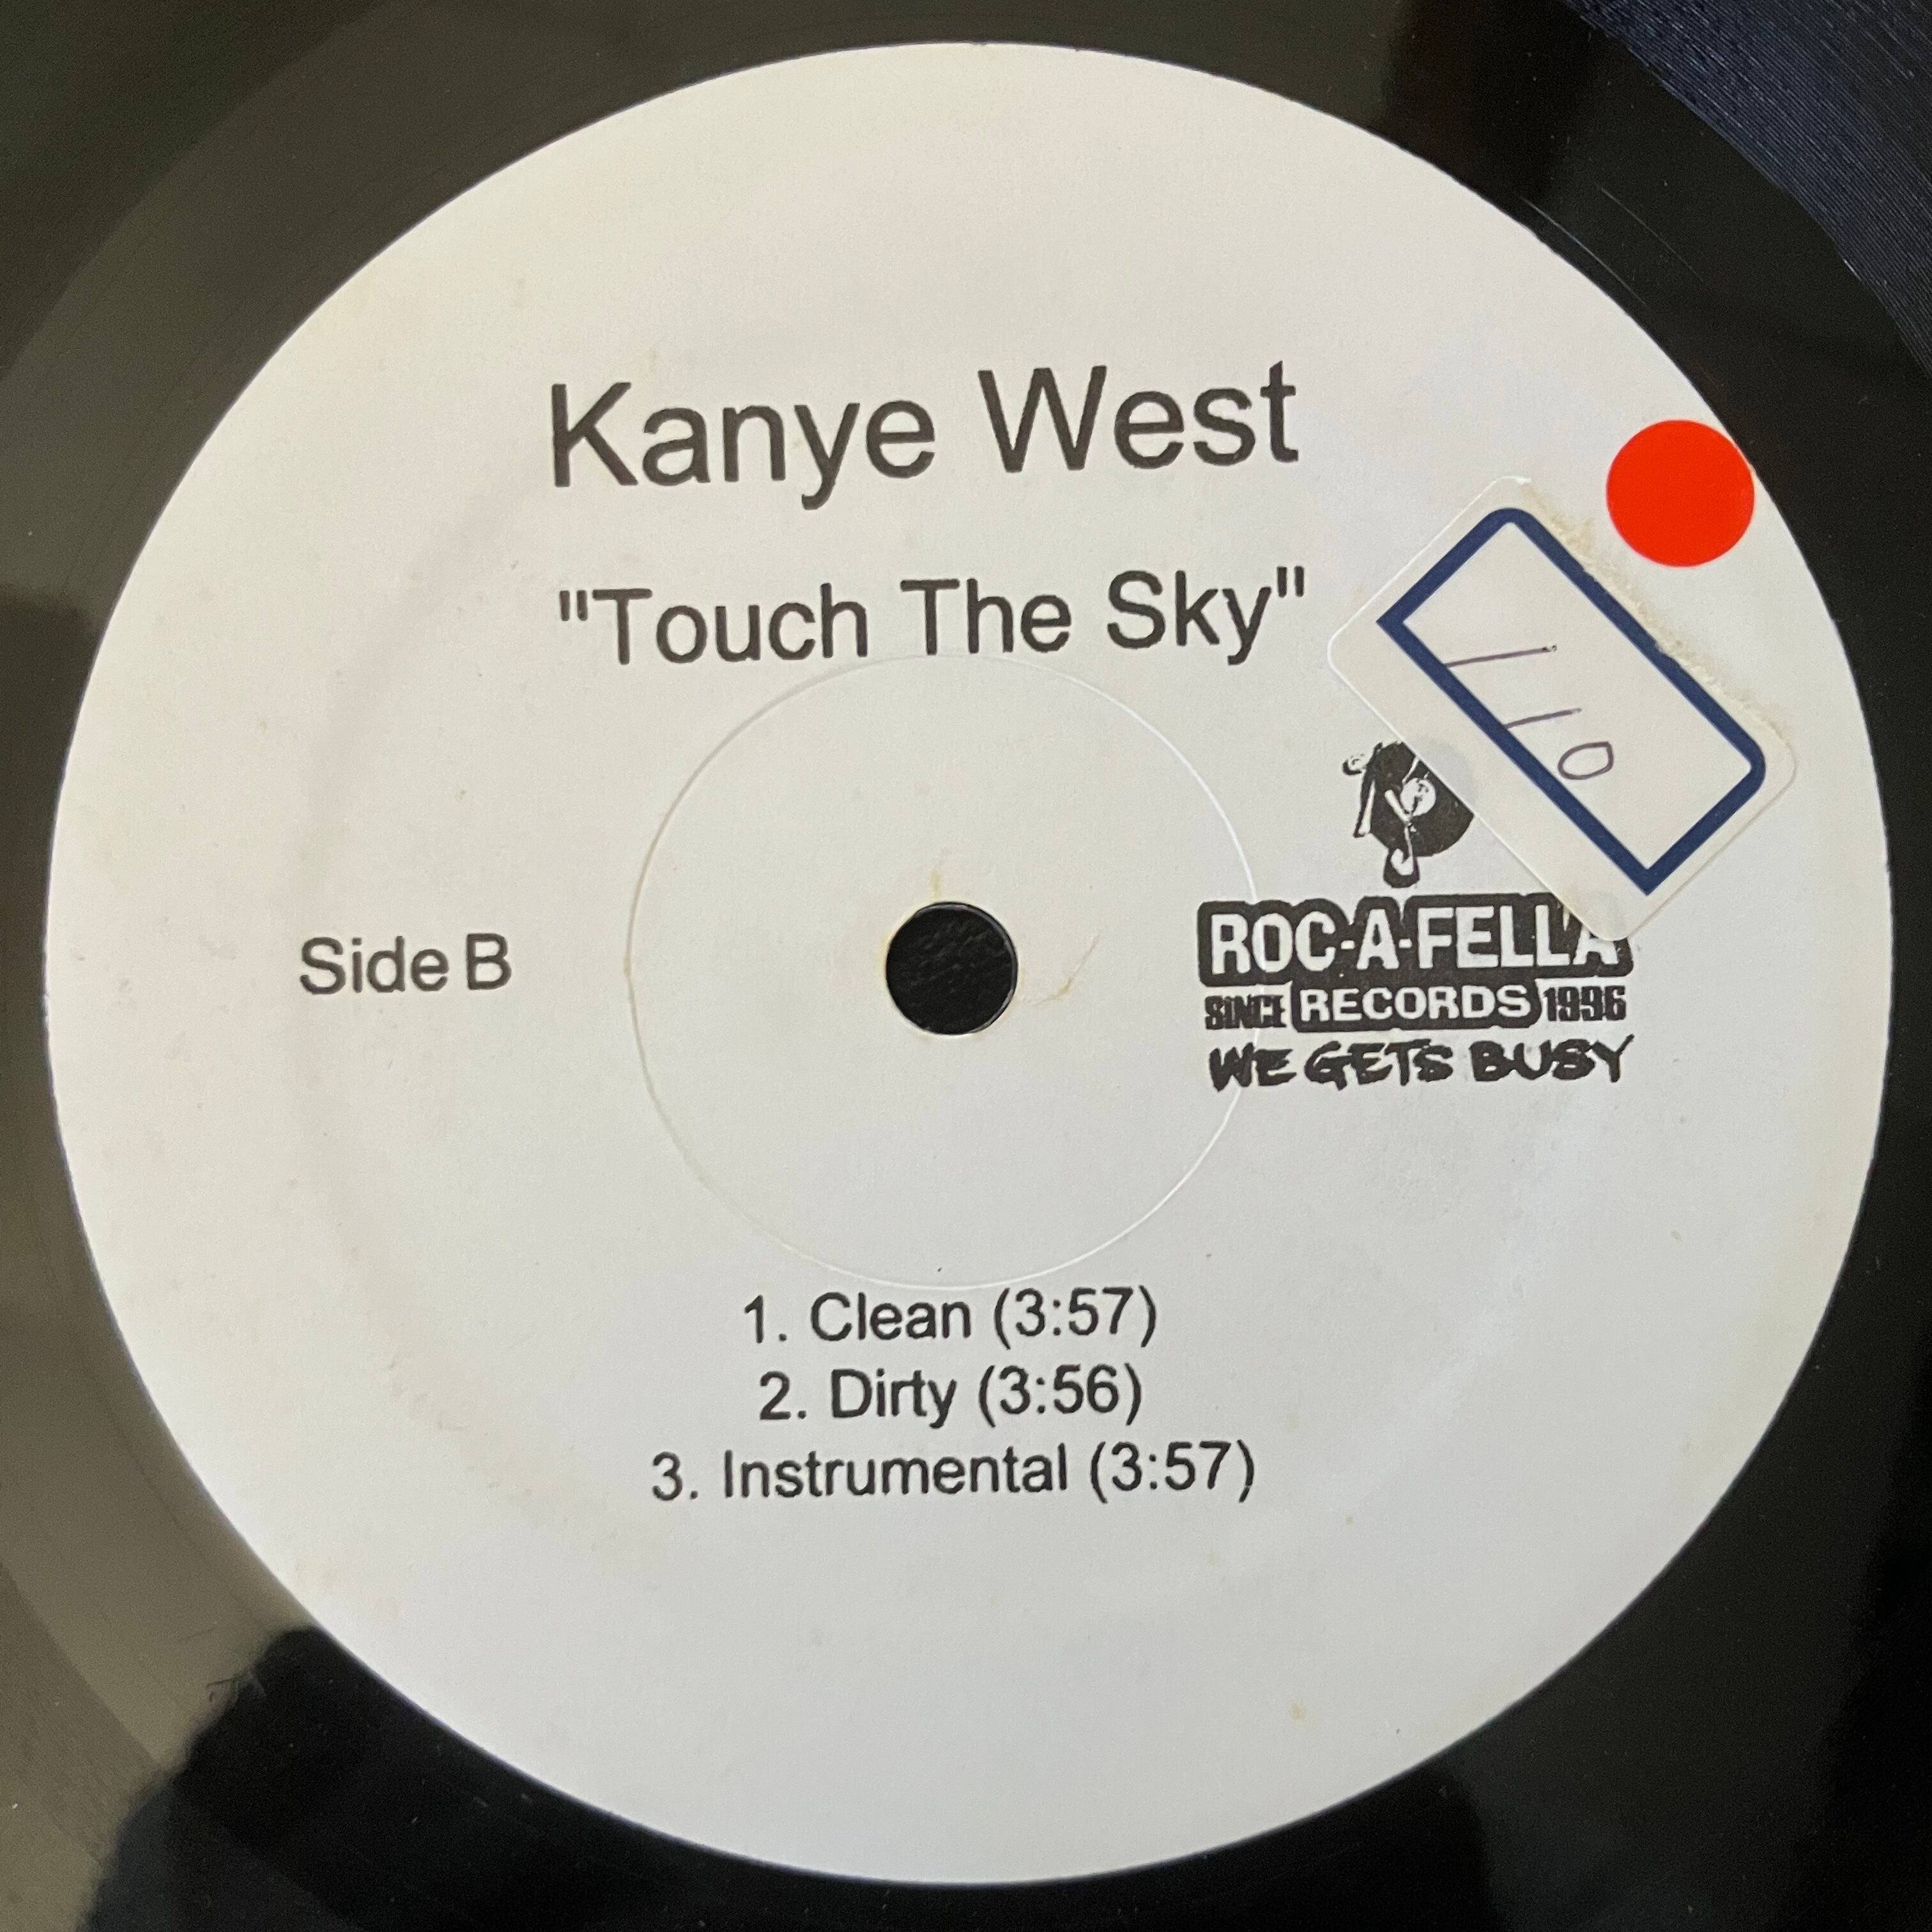 Kanye West
"Touch The Sky"
110
Side B
ROC-A-FELLA
SINCE RECORDS 1996
WE GETS BUSY
1. Clean (3:57)
2. Dirty (3:56)
3. Instrumental (3:57)